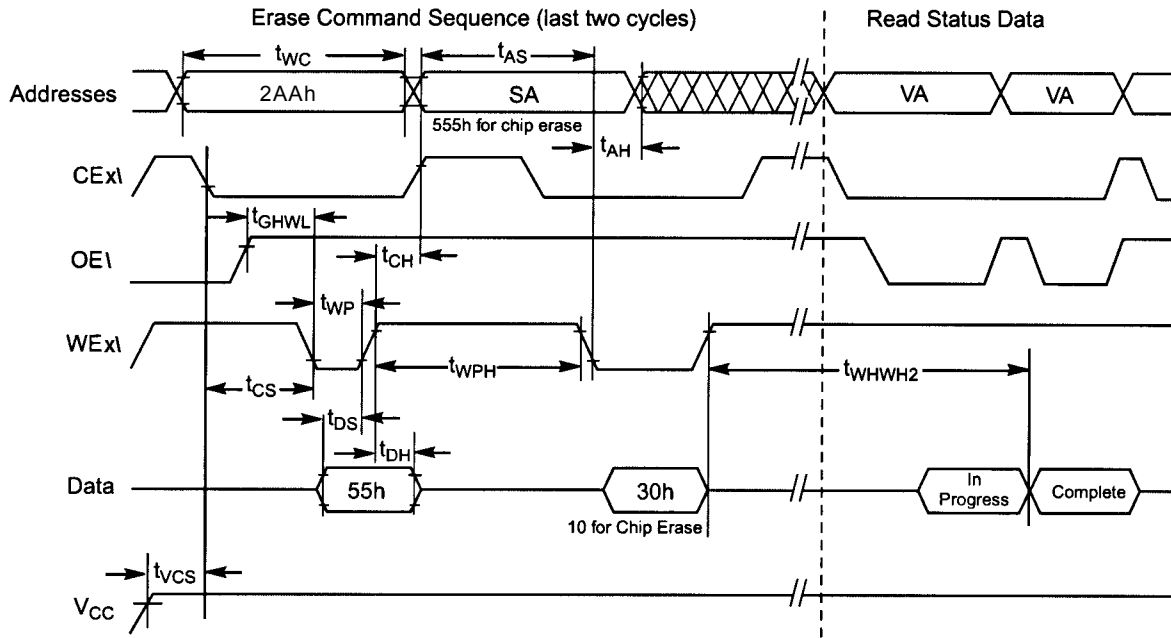 Erase Command Sequence (last two cycles)
Read Status Data
tWC
tAS
Addresses
2AAh
SA
VA
VA
555h for chip erase
tAH
CEx\
tGHWL
OE\
tCH
tWP
WEx\
tWPH
tWHWH2
tCS
tDS
tDH
Data
55h
30h
In
Progress
Complete
10 for Chip Erase
tVCS
VCC